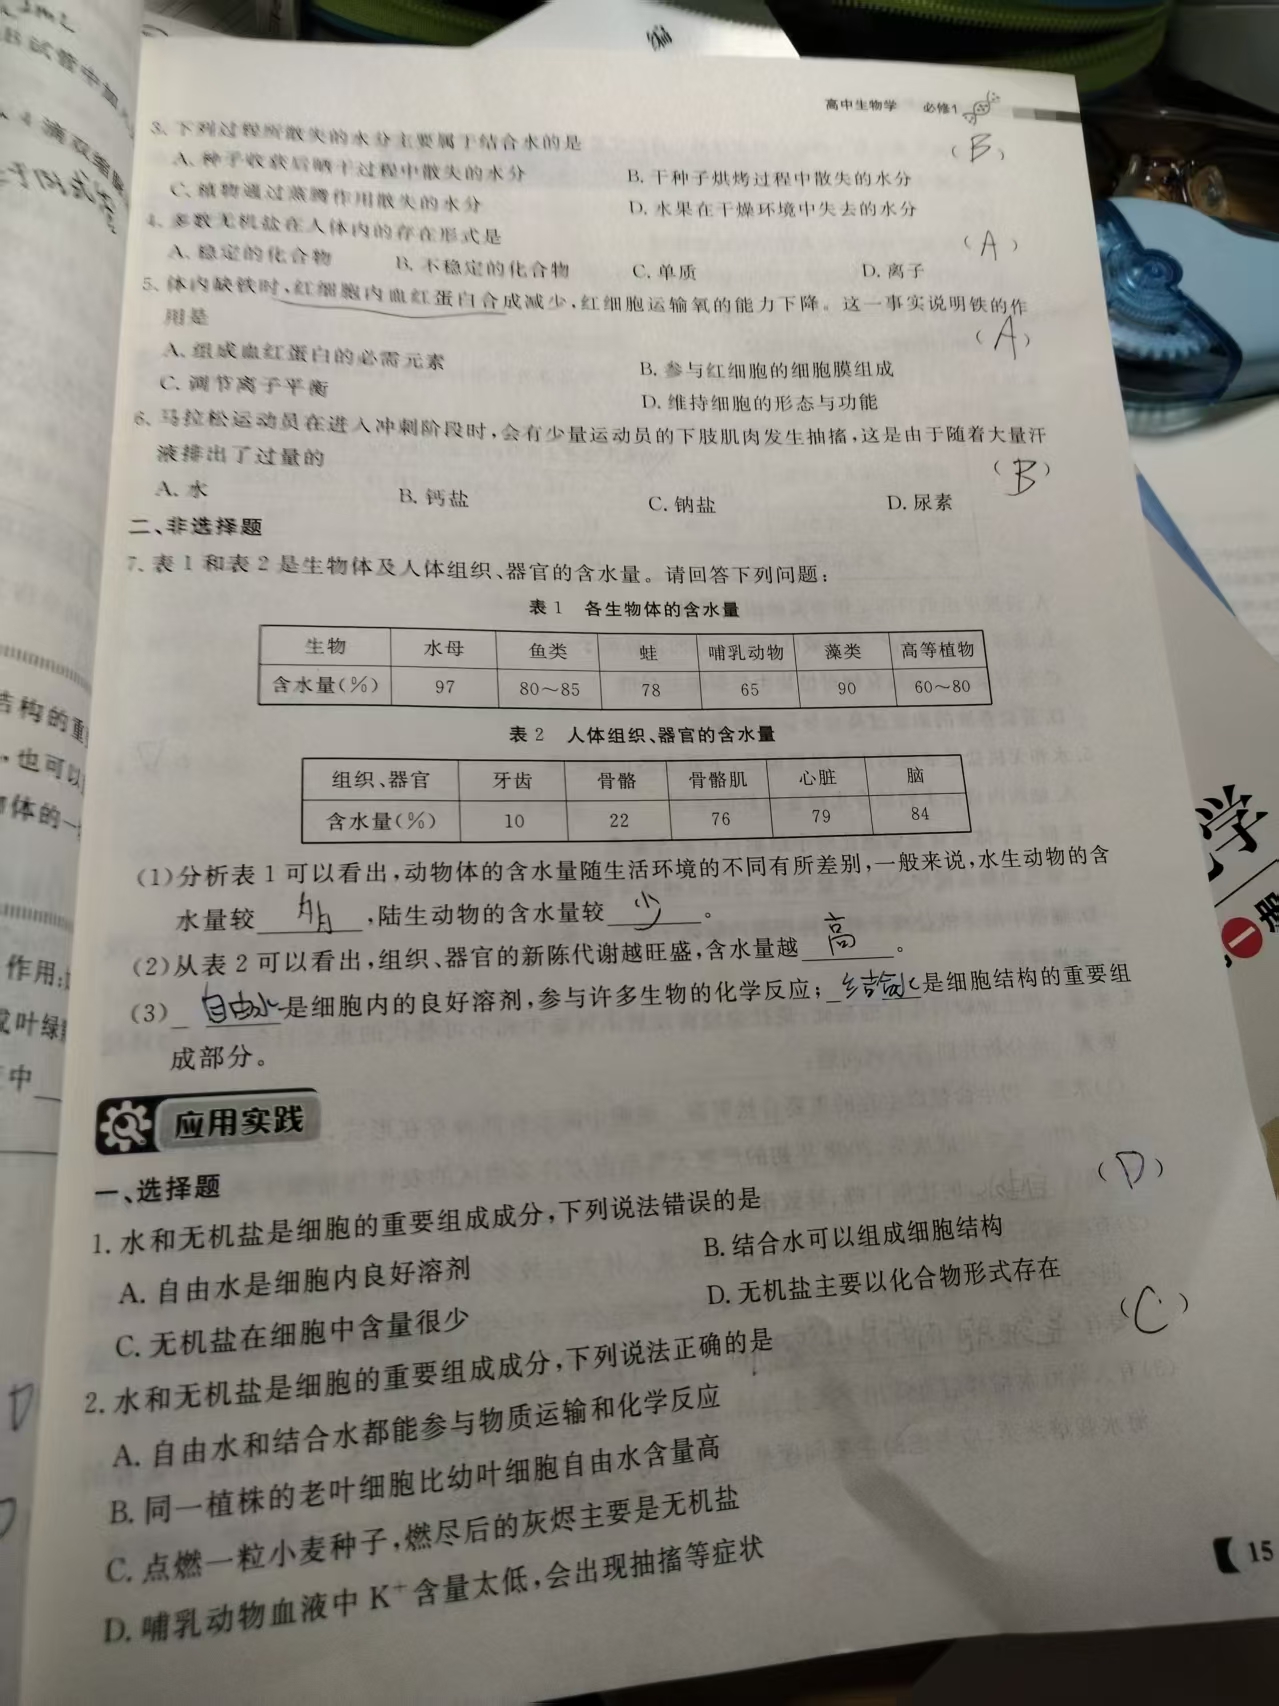 高中生物学 必修1
3. 下列过程所散失的水分主要属于结合水的是 (B)
A. 种子收获后晒干过程中散失的水分 B. 干种子烘烤过程中散失的水分
C. 植物通过蒸腾作用散失的水分 D. 水果在干燥环境中失去的水分
4. 多数无机盐在人体内的存在形式是 (A)
A. 稳定的化合物 B. 不稳定的化合物 C. 单质 D. 离子
5. 体内缺铁时,红细胞内血红蛋白合成减少,红细胞运输氧的能力下降。这一事实说明铁的作
用是 (A)
A. 组成血红蛋白的必需元素 B. 参与红细胞的细胞膜组成
C. 调节离子平衡 D. 维持细胞的形态与功能
6. 马拉松运动员在进入冲刺阶段时,会有少量运动员的下肢肌肉发生抽搐,这是由于随着大量汗
液排出了过量的 (B)
A. 水 B. 钙盐 C. 钠盐 D. 尿素
二、非选择题
7. 表1和表2是生物体及人体组织、器官的含水量。请回答下列问题:
表1 各生物体的含水量
生物 水母 鱼类 蛙 哺乳动物 藻类 高等植物
含水量(%) 97 80～85 78 65 90 60～80
表2 人体组织、器官的含水量
组织、器官 牙齿 骨骼 骨骼肌 心脏 脑
含水量(%) 10 22 76 79 84
(1)分析表1可以看出,动物体的含水量随生活环境的不同有所差别,一般来说,水生动物的含
水量较 ,陆生动物的含水量较 少 。
(2)从表2可以看出,组织、器官的新陈代谢越旺盛,含水量越 高 。
(3) 自由水 是细胞内的良好溶剂,参与许多生物的化学反应; 结合水 是细胞结构的重要组
成部分。
应用实践
一、选择题
1. 水和无机盐是细胞的重要组成成分,下列说法错误的是 (D)
A. 自由水是细胞内良好溶剂 B. 结合水可以组成细胞结构
C. 无机盐在细胞中含量很少 D. 无机盐主要以化合物形式存在
2. 水和无机盐是细胞的重要组成成分,下列说法正确的是 (C)
A. 自由水和结合水都能参与物质运输和化学反应
B. 同一植株的老叶细胞比幼叶细胞自由水含量高
C. 点燃一粒小麦种子,燃尽后的灰烬主要是无机盐
D. 哺乳动物血液中K⁺含量太低,会出现抽搐等症状
15